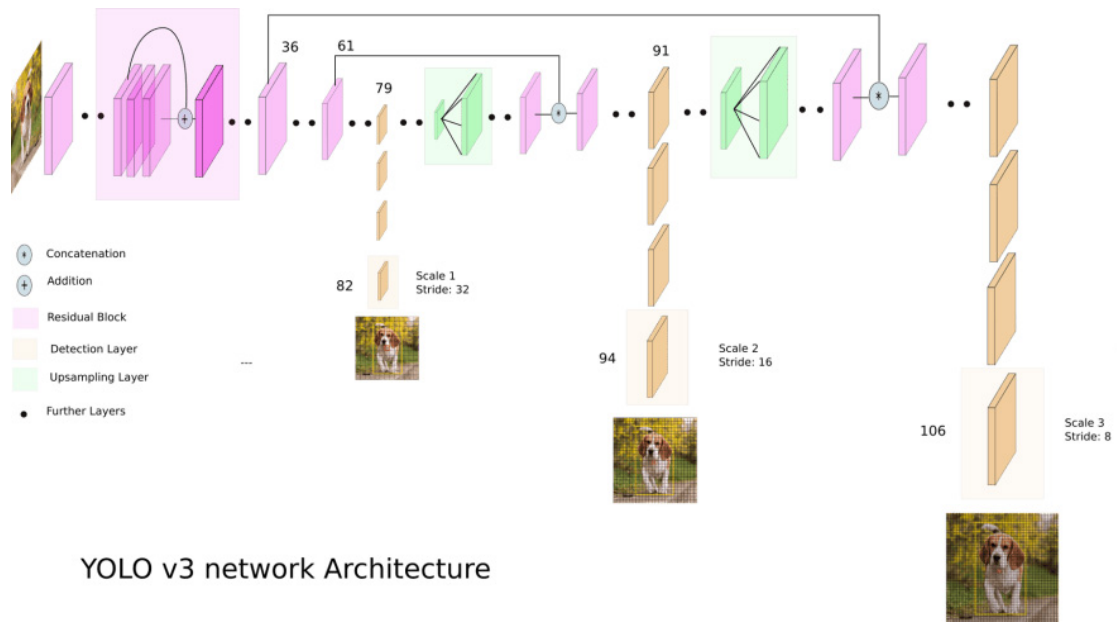 36
61
91
79
*
*
+
*
Concatenation
+
Addition
Residual Block
Detection Layer
Upsampling Layer
Further Layers
---
82
Scale 1
Stride: 32
94
Scale 2
Stride: 16
106
Scale 3
Stride: 8
YOLO v3 network Architecture